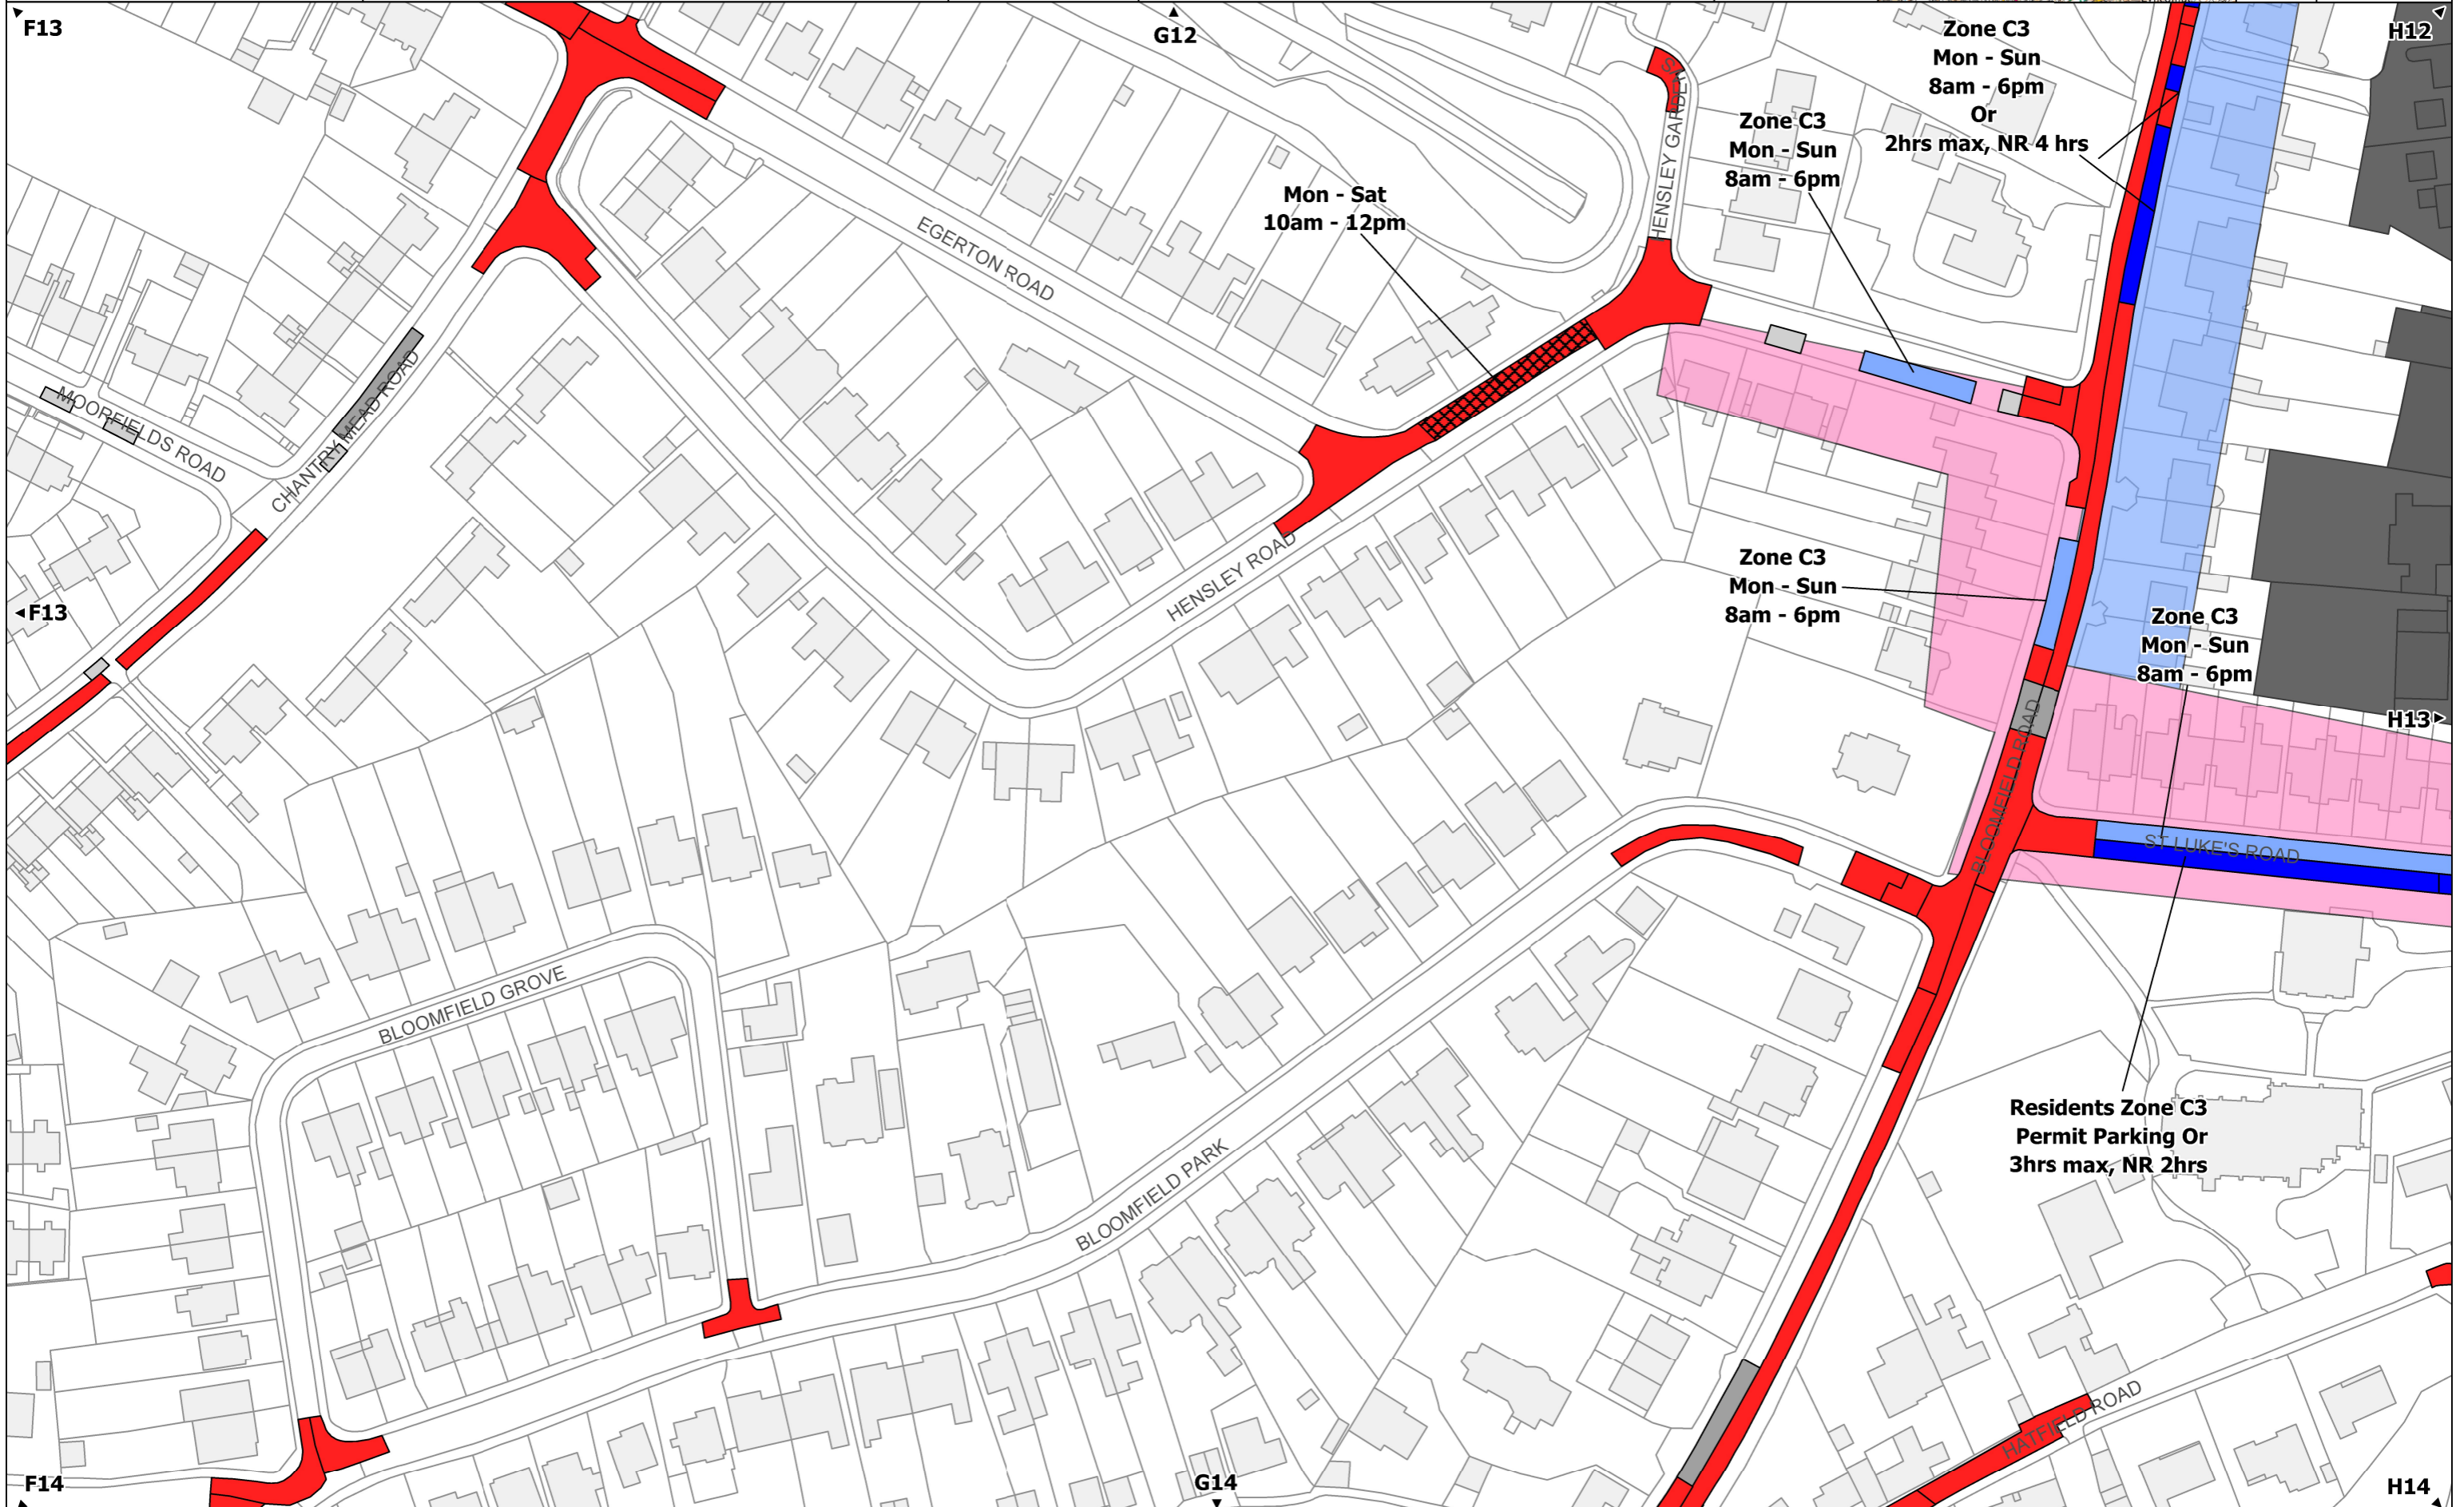 F13
G12
H12
Zone C3
Mon - Sun
8am - 6pm
Or
2hrs max, NR 4 hrs
Zone C3
Mon - Sun
8am - 6pm
Mon - Sat
10am - 12pm
HENSLEY GARDENS
EGERTON ROAD
MOORFIELDS ROAD
CHANTRY MEAD ROAD
HENSLEY ROAD
Zone C3
Mon - Sun
8am - 6pm
F13
Zone C3
Mon - Sun
8am - 6pm
H13
BLOOMFIELD ROAD
ST LUKE'S ROAD
BLOOMFIELD GROVE
BLOOMFIELD PARK
Residents Zone C3
Permit Parking Or
3hrs max, NR 2hrs
HATFIELD ROAD
F14
G14
H14